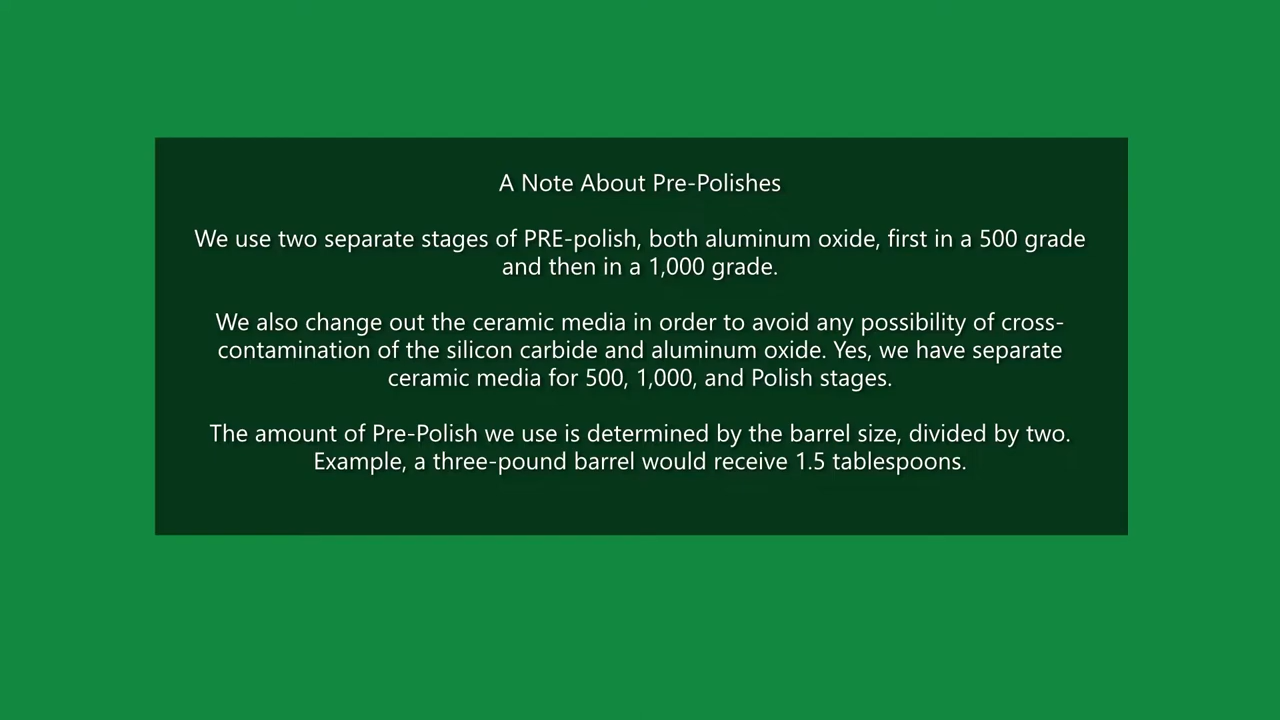 A Note About Pre-Polishes
We use two separate stages of PRE-polish, both aluminum oxide, first in a 500 grade
and then in a 1,000 grade.
We also change out the ceramic media in order to avoid any possibility of cross-
contamination of the silicon carbide and aluminum oxide. Yes, we have separate
ceramic media for 500, 1,000, and Polish stages.
The amount of Pre-Polish we use is determined by the barrel size, divided by two.
Example, a three-pound barrel would receive 1.5 tablespoons.